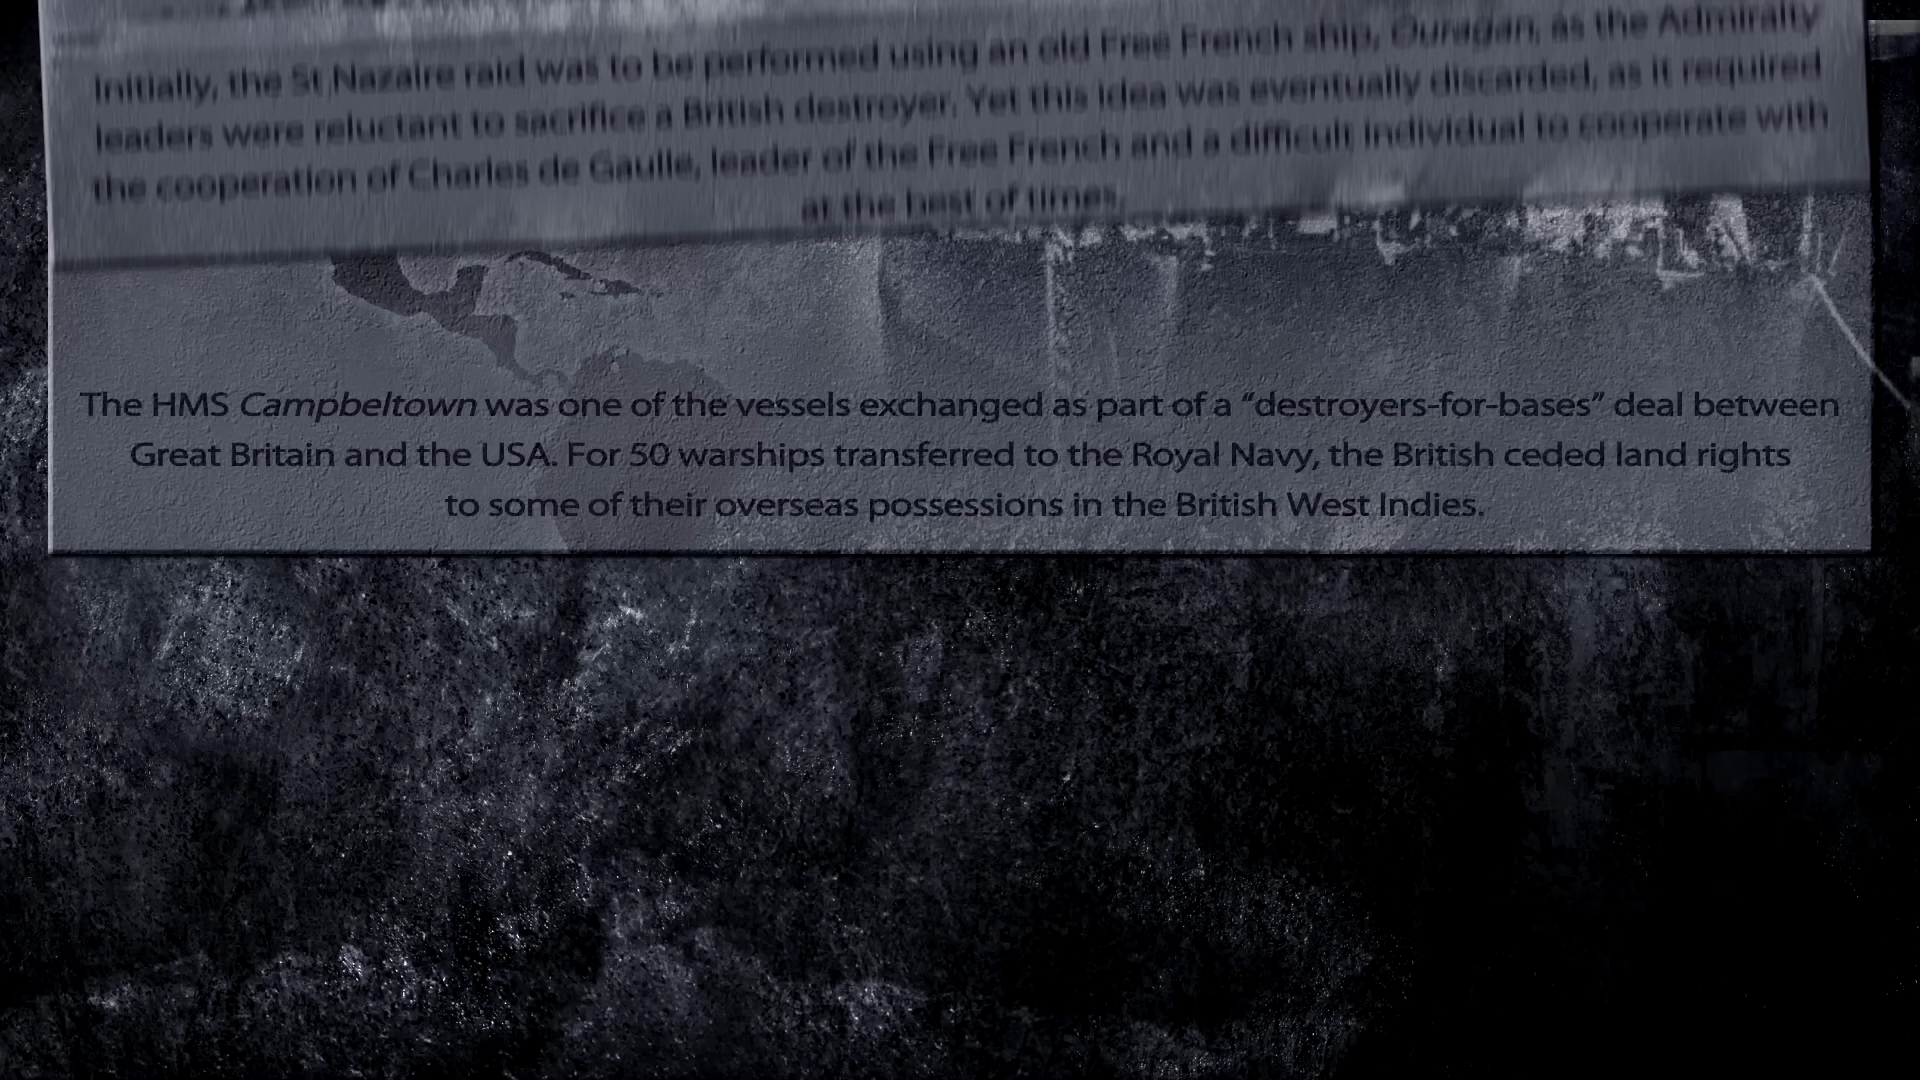 Initially, the St Nazaire raid was to be performed using an old Free French ship, Ouragan, as the Admiralty
leaders were reluctant to sacrifice a British destroyer. Yet this idea was eventually discarded, as it required
the cooperation of Charles de Gaulle, leader of the Free French and a difficult individual to cooperate with
at the best of times.
The HMS Campbeltown was one of the vessels exchanged as part of a “destroyers-for-bases” deal between
Great Britain and the USA. For 50 warships transferred to the Royal Navy, the British ceded land rights
to some of their overseas possessions in the British West Indies.